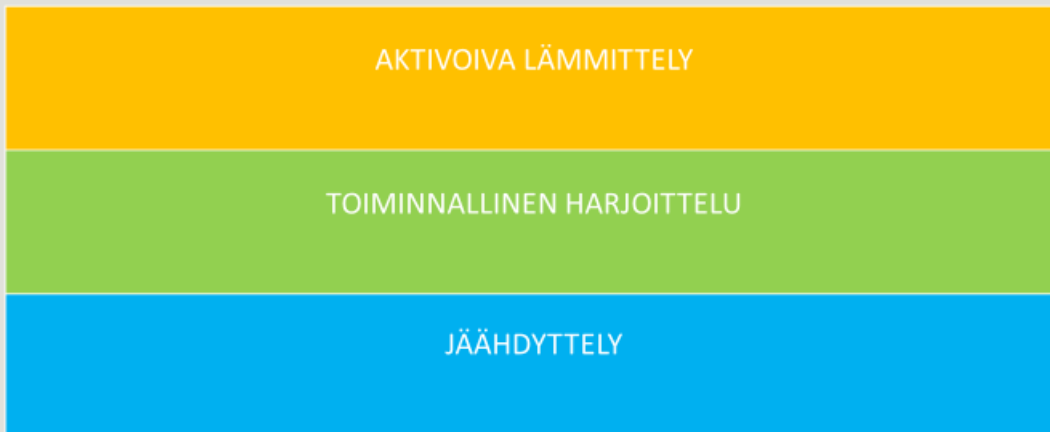 AKTIVOIVA LÄMMITTELY
TOIMINNALLINEN HARJOITTELU
JÄÄHDYTTELY